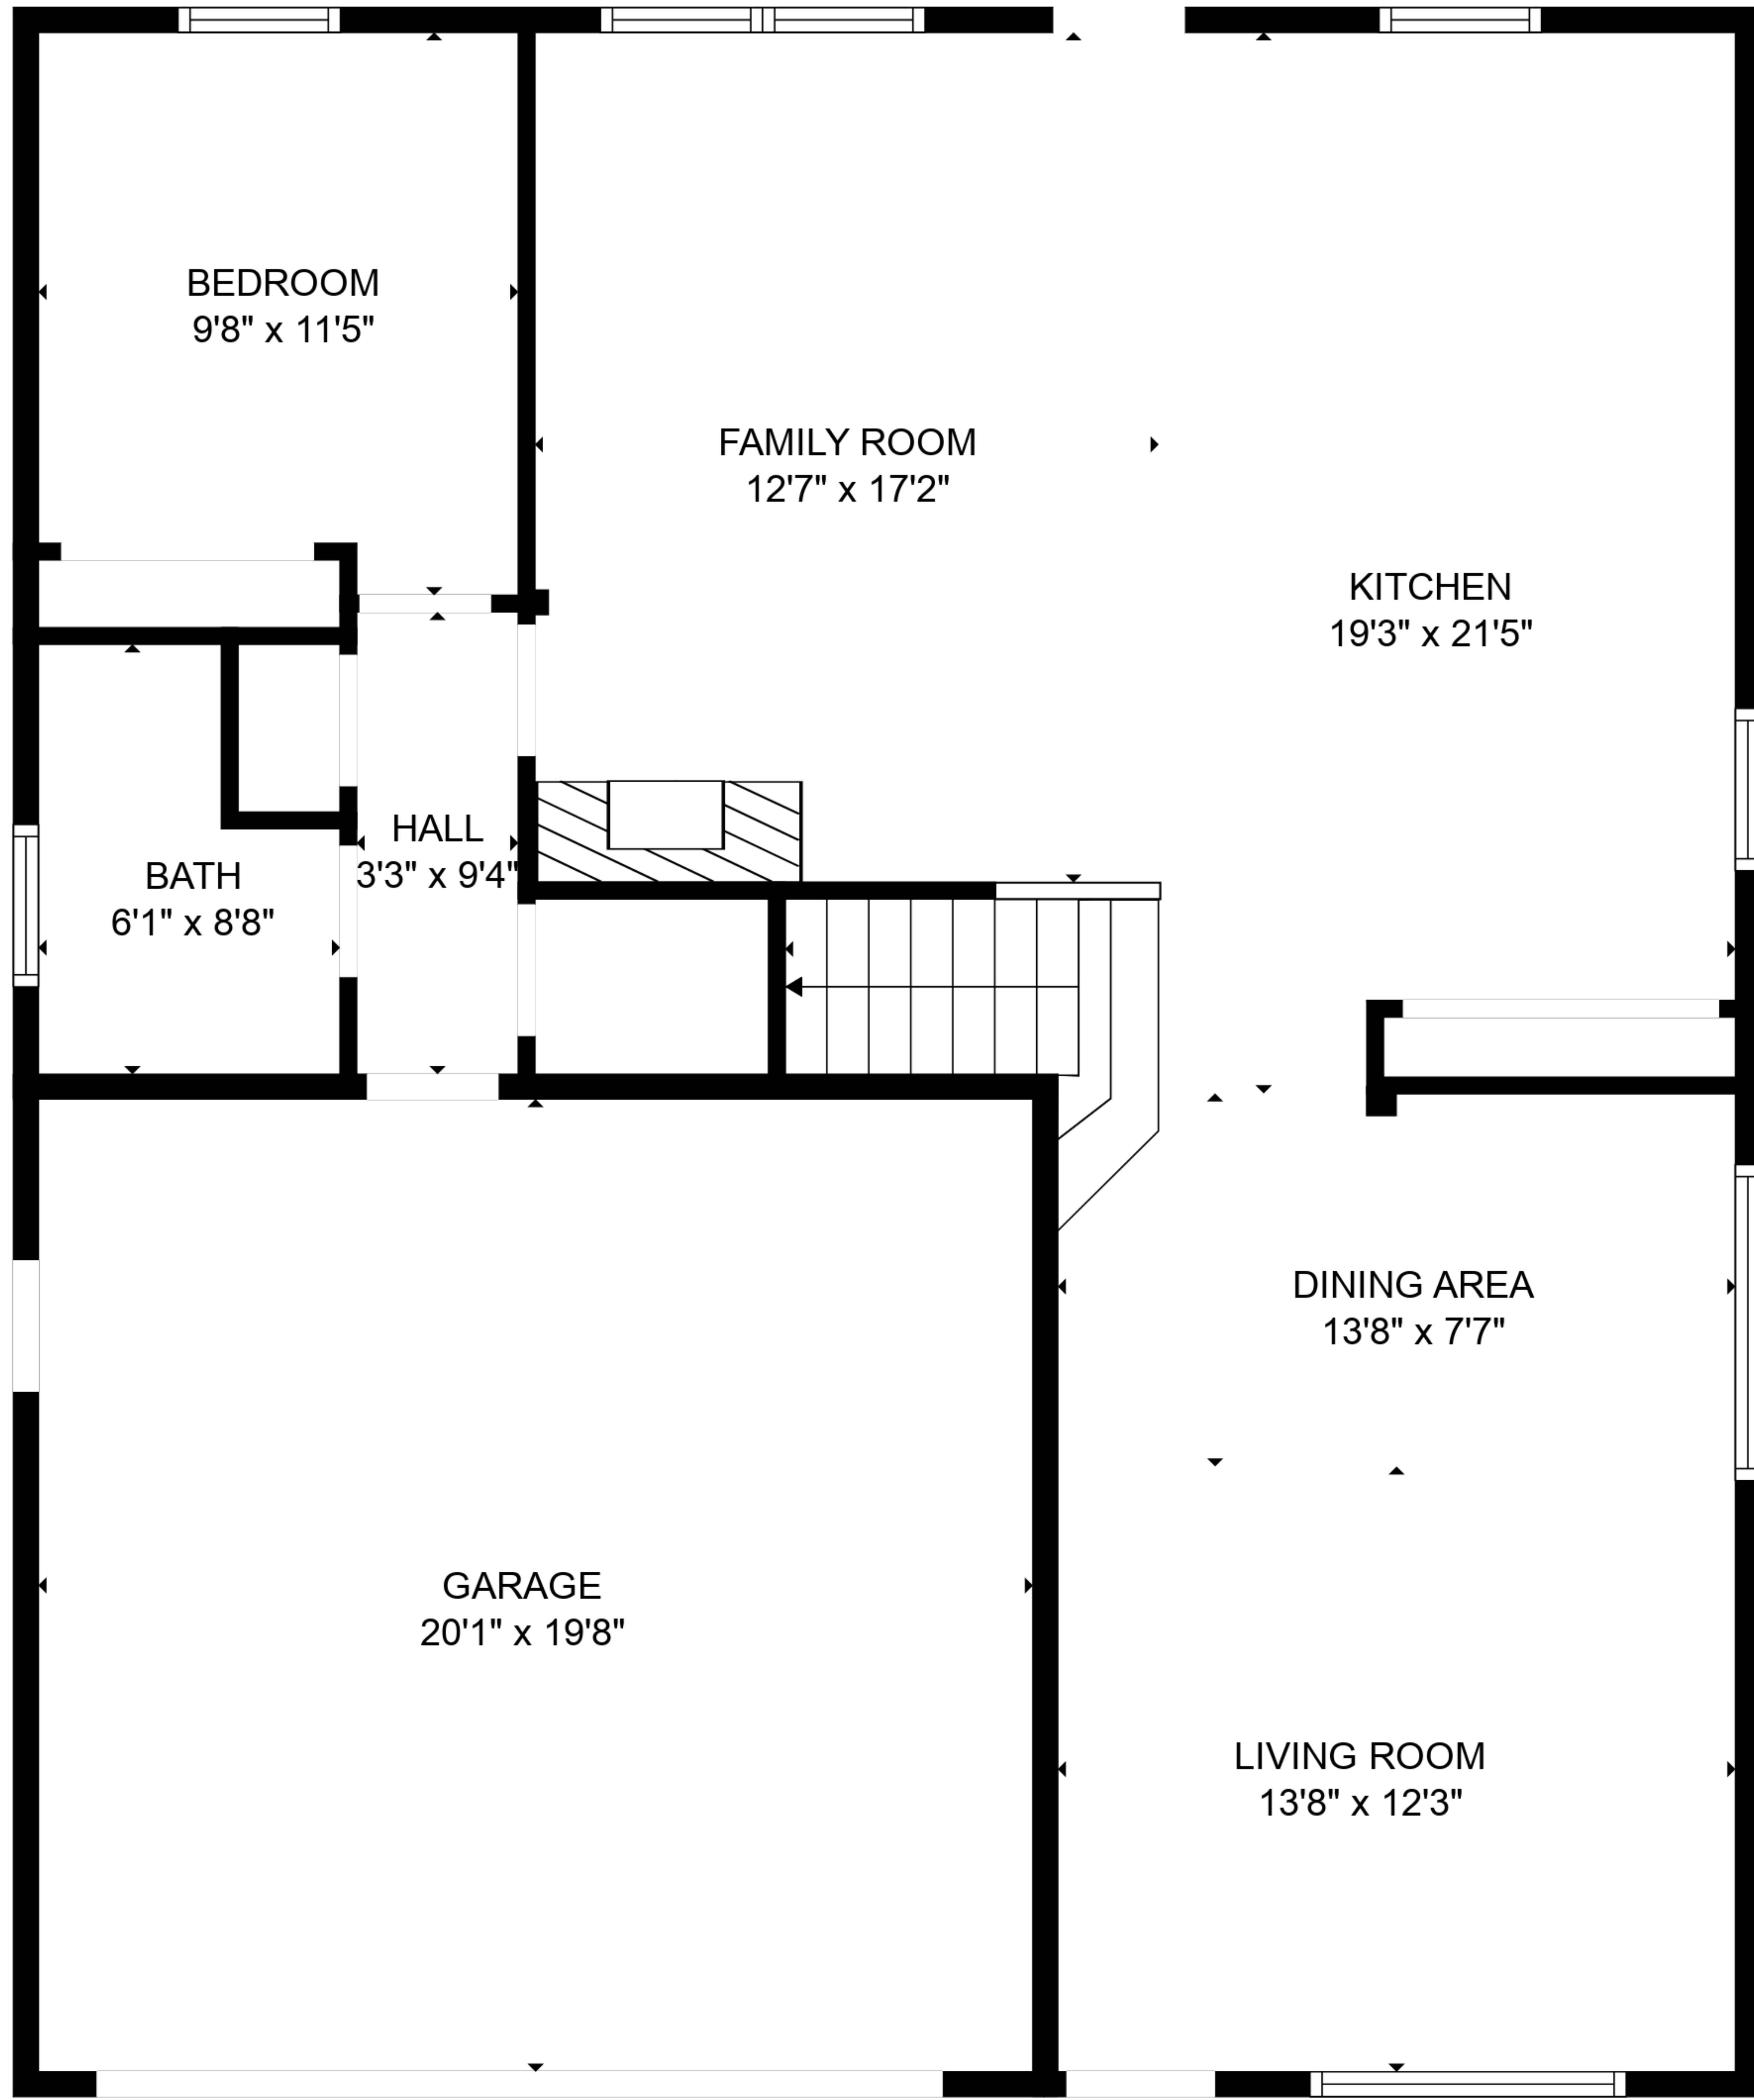 BEDROOM
9'8" x 11'5"
FAMILY ROOM
12'7" x 17'2"
KITCHEN
19'3" x 21'5"
HALL
3'3" x 9'4"
BATH
6'1" x 8'8"
DINING AREA
13'8" x 7'7"
GARAGE
20'1" x 19'8"
LIVING ROOM
13'8" x 12'3"